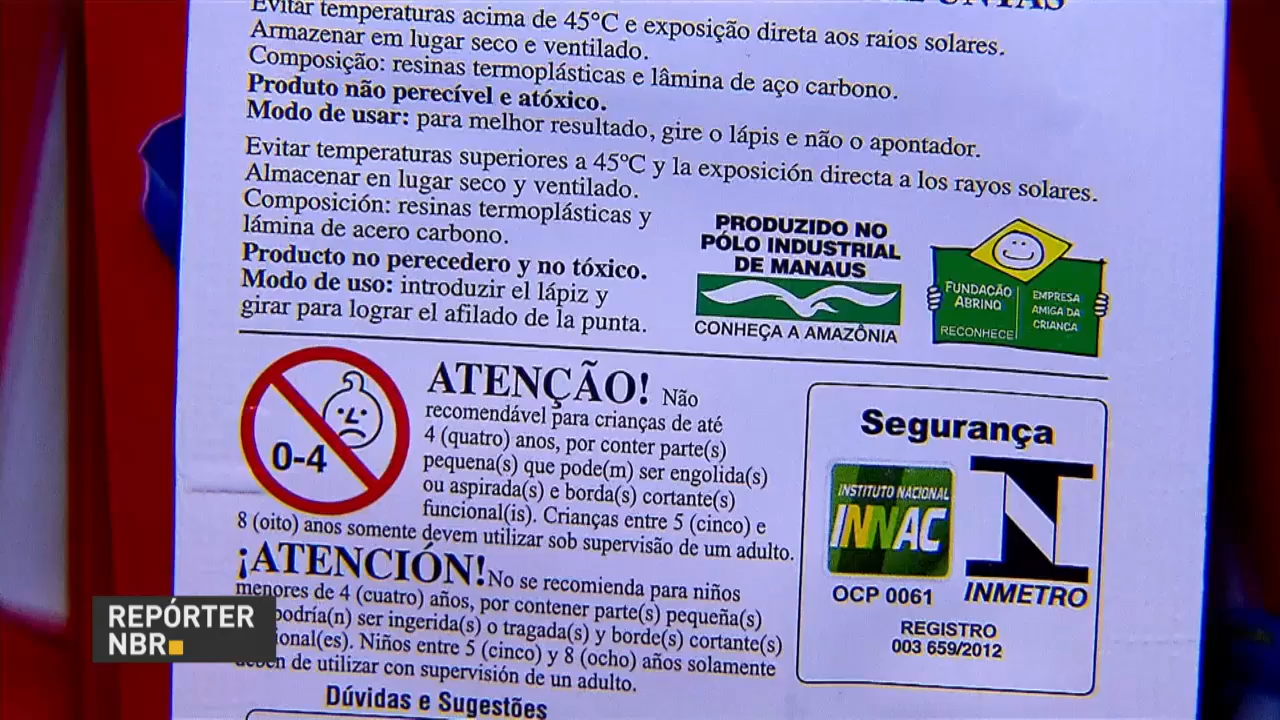 Evitar temperaturas acima de 45°C e exposição direta aos raios solares.
Armazenar em lugar seco e ventilado.
Composição: resinas termoplásticas e lâmina de aço carbono.
Produto não perecível e atóxico.
Modo de usar: para melhor resultado, gire o lápis e não o apontador.
Evitar temperaturas superiores a 45°C y la exposición directa a los rayos solares.
Almacenar en lugar seco y ventilado.
Composición: resinas termoplásticas y
lámina de acero carbono.
Producto no perecedero y no tóxico.
Modo de uso: introduzir el lápiz y
girar para lograr el afilado de la punta.
PRODUZIDO NO
PÓLO INDUSTRIAL
DE MANAUS
CONHEÇA A AMAZÔNIA
FUNDAÇÃO
ABRINQ
RECONHECE
EMPRESA
AMIGA DA
CRIANÇA
0-4
ATENÇÃO! Não
recomendável para crianças de até
4 (quatro) anos, por conter parte(s)
pequena(s) que pode(m) ser engolida(s)
ou aspirada(s) e borda(s) cortante(s)
funcional(is). Crianças entre 5 (cinco) e
8 (oito) anos somente devem utilizar sob supervisão de um adulto.
¡ATENCIÓN! No se recomienda para niños
menores de 4 (cuatro) años, por contener parte(s) pequeña(s)
podría(n) ser ingerida(s) o tragada(s) y borde(s) cortante(s)
ional(es). Niños entre 5 (cinco) y 8 (ocho) años solamente
de utilizar con supervisión de un adulto.
Dúvidas e Sugestões
Segurança
INSTITUTO NACIONAL
INNAC
OCP 0061
N
INMETRO
REGISTRO
003 659/2012
REPÓRTER
NBR